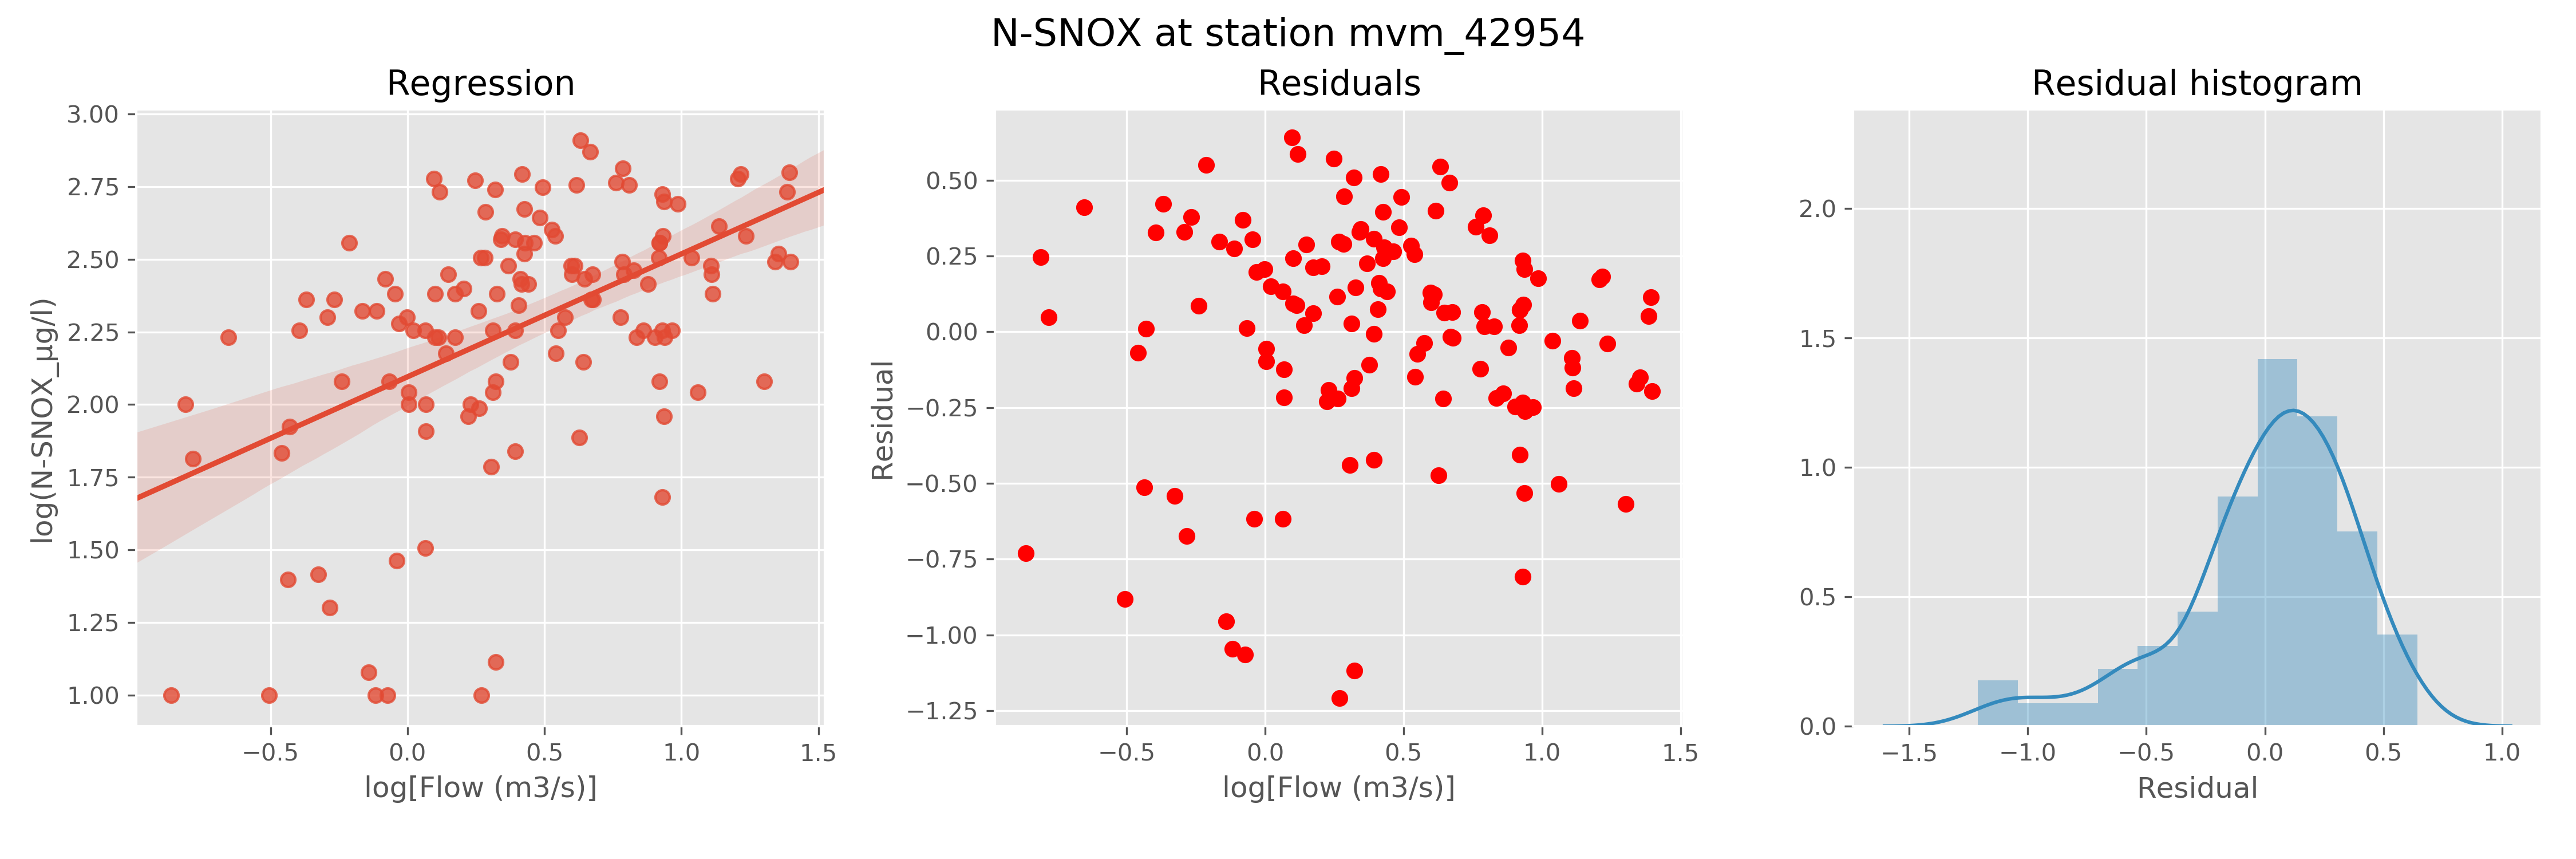 N-SNOX at station mvm_42954
Regression
3.00
2.75
2.50
2.25
2.00
1.75
1.50
1.25
1.00
log(N-SNOX_µg/l)
−0.5 0.0 0.5 1.0 1.5
log[Flow (m3/s)]
Residuals
0.50
0.25
0.00
−0.25
−0.50
−0.75
−1.00
−1.25
Residual
−0.5 0.0 0.5 1.0 1.5
log[Flow (m3/s)]
Residual histogram
2.0
1.5
1.0
0.5
0.0
−1.5 −1.0 −0.5 0.0 0.5 1.0
Residual